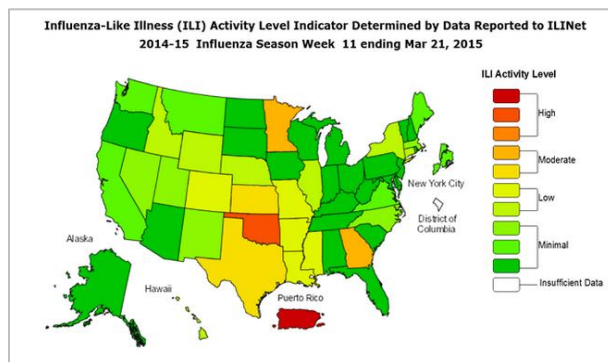 Influenza-Like Illness (ILI) Activity Level Indicator Determined by Data Reported to ILINet
2014-15 Influenza Season Week 11 ending Mar 21, 2015
ILI Activity Level
High
Moderate
New York City
Low
District of
Columbia
Alaska
Minimal
Hawaii
Puerto Rico
Insufficient Data